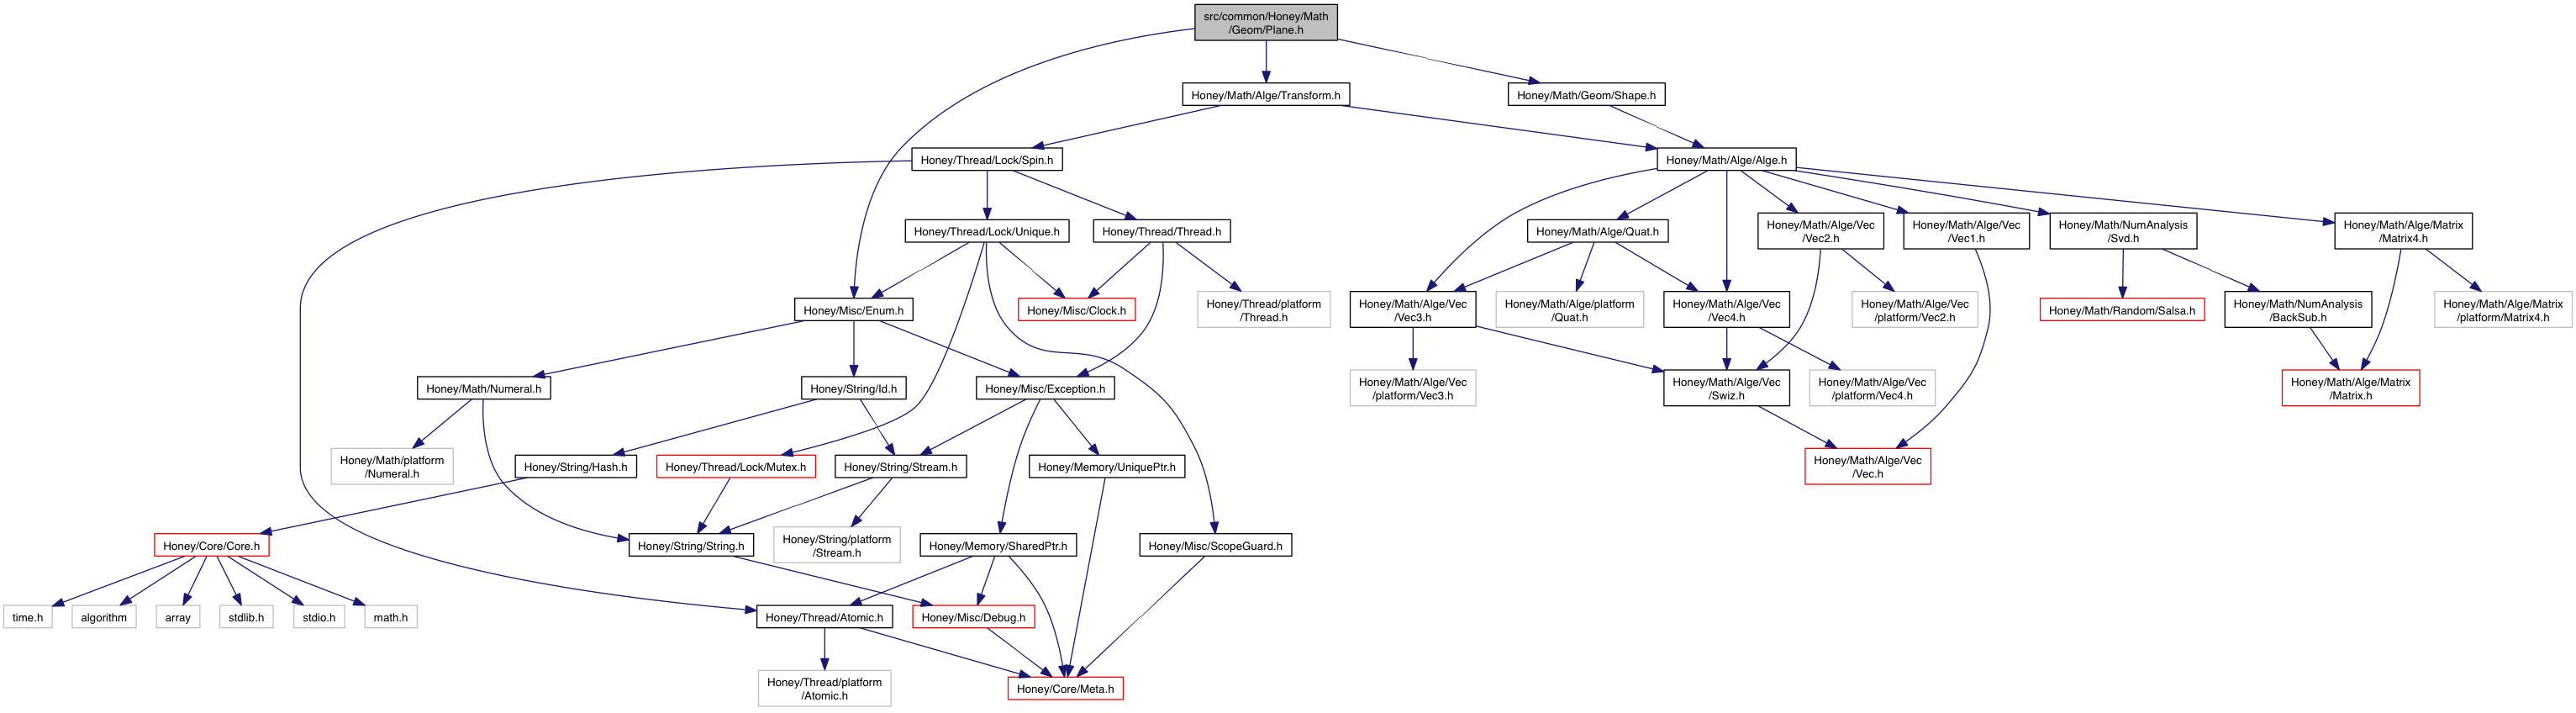 src/common/Honey/Math
/Geom/Plane.h
Honey/Math/Alge/Transform.h
Honey/Math/Geom/Shape.h
Honey/Thread/Lock/Spin.h
Honey/Math/Alge/Alge.h
Honey/Thread/Lock/Unique.h
Honey/Thread/Thread.h
Honey/Math/Alge/Quat.h
Honey/Math/Alge/Vec
/Vec2.h
Honey/Math/Alge/Vec
/Vec1.h
Honey/Math/NumAnalysis
/Svd.h
Honey/Math/Alge/Matrix
/Matrix4.h
Honey/Misc/Enum.h
Honey/Misc/Clock.h
Honey/Thread/platform
/Thread.h
Honey/Math/Alge/Vec
/Vec3.h
Honey/Math/Alge/platform
/Quat.h
Honey/Math/Alge/Vec
/Vec4.h
Honey/Math/Alge/Vec
/platform/Vec2.h
Honey/Math/Random/Salsa.h
Honey/Math/NumAnalysis
/BackSub.h
Honey/Math/Alge/Matrix
/platform/Matrix4.h
Honey/Math/Numeral.h
Honey/String/Id.h
Honey/Misc/Exception.h
Honey/Math/Alge/Vec
/platform/Vec3.h
Honey/Math/Alge/Vec
/Swiz.h
Honey/Math/Alge/Vec
/platform/Vec4.h
Honey/Math/Alge/Matrix
/Matrix.h
Honey/Math/platform
/Numeral.h
Honey/String/Hash.h
Honey/Thread/Lock/Mutex.h
Honey/String/Stream.h
Honey/Memory/UniquePtr.h
Honey/Math/Alge/Vec
/Vec.h
Honey/Core/Core.h
Honey/String/String.h
Honey/String/platform
/Stream.h
Honey/Memory/SharedPtr.h
Honey/Misc/ScopeGuard.h
time.h
algorithm
array
stdlib.h
stdio.h
math.h
Honey/Thread/Atomic.h
Honey/Misc/Debug.h
Honey/Thread/platform
/Atomic.h
Honey/Core/Meta.h